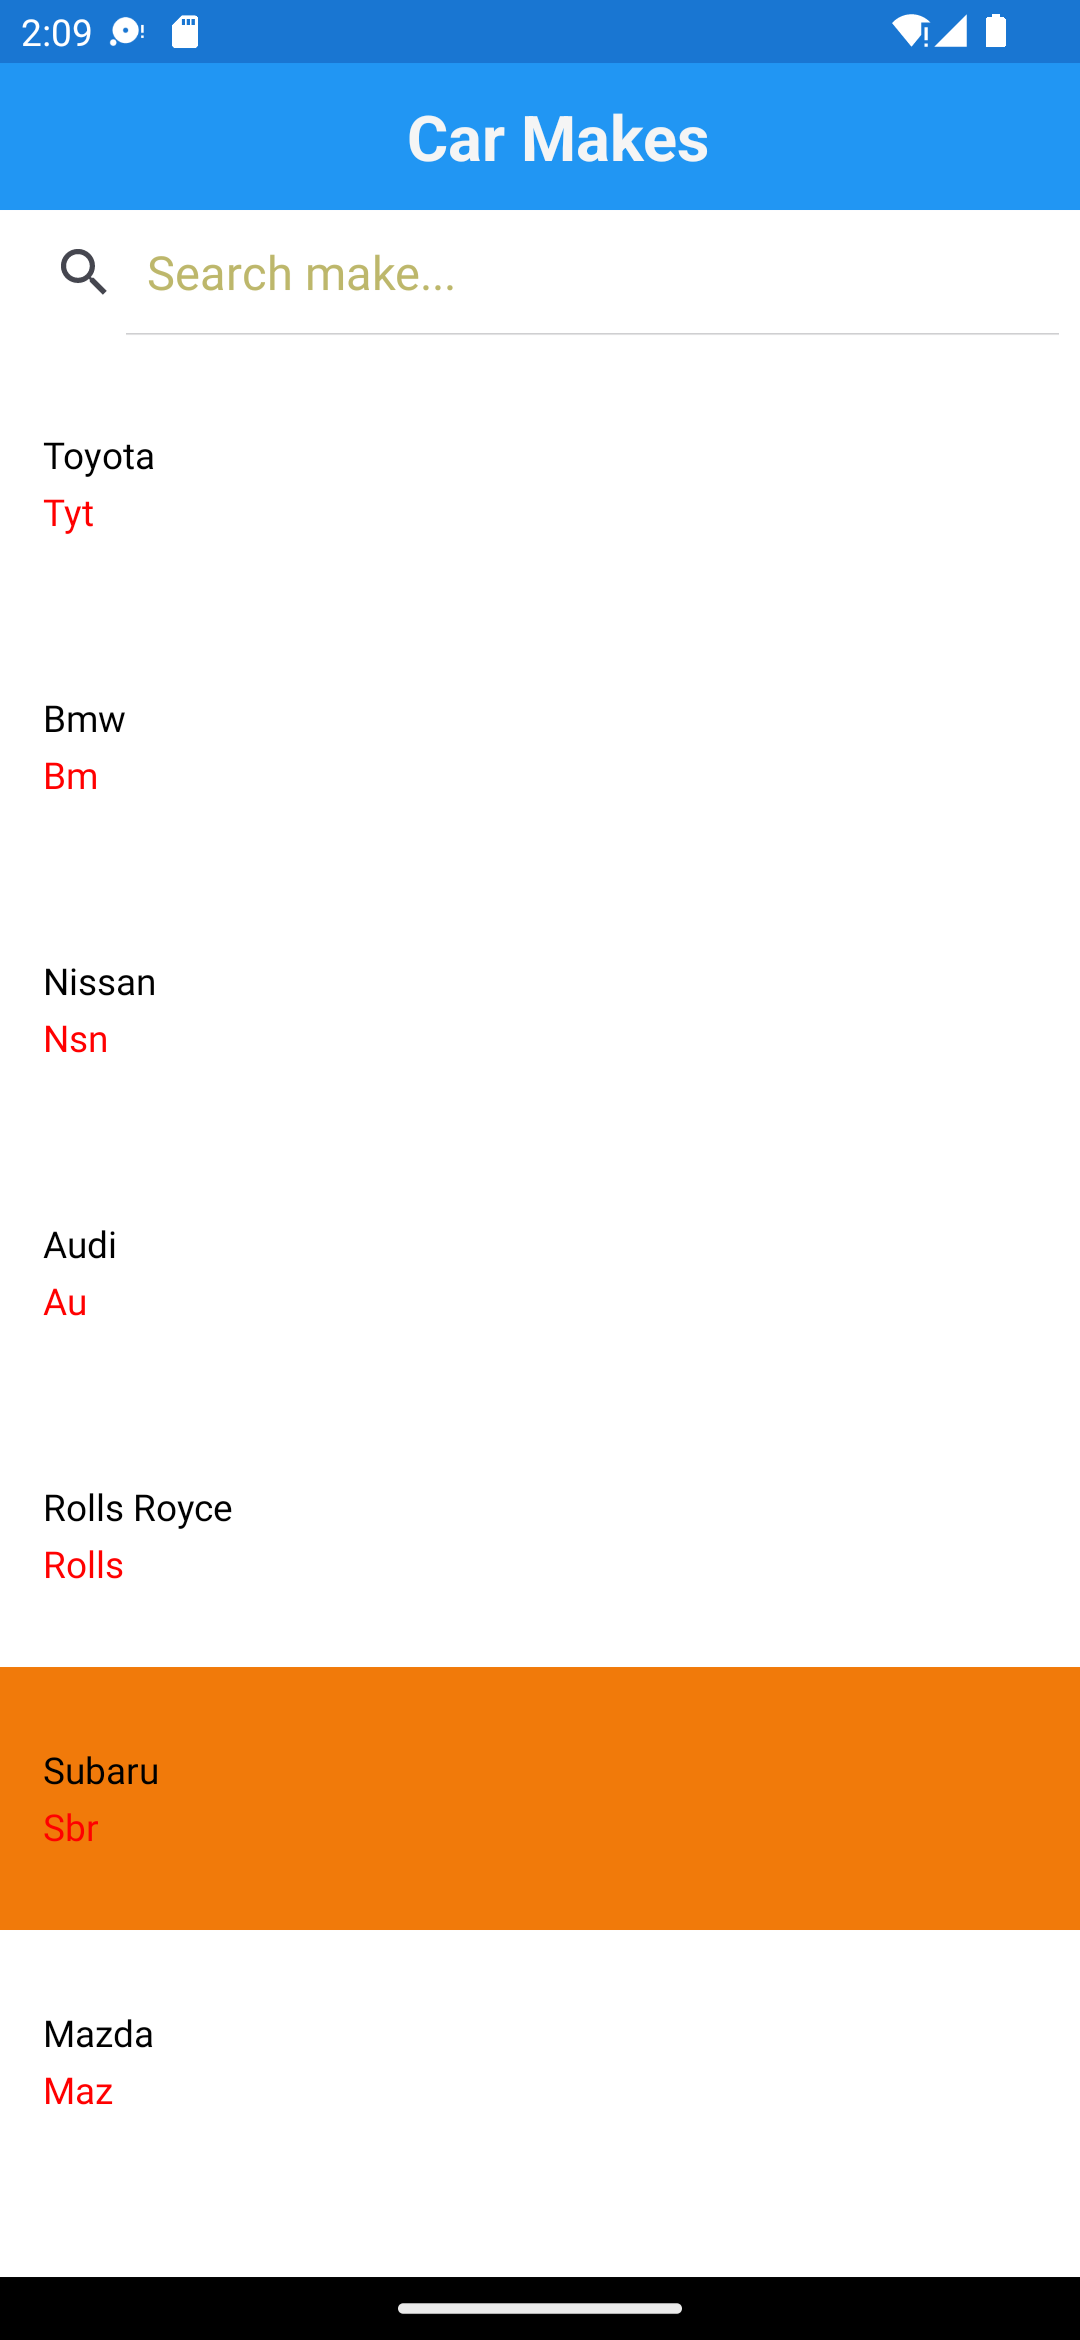 2:09
Car Makes
Search make...
Toyota
Tyt
Bmw
Bm
Nissan
Nsn
Audi
Au
Rolls Royce
Rolls
Subaru
Sbr
Mazda
Maz